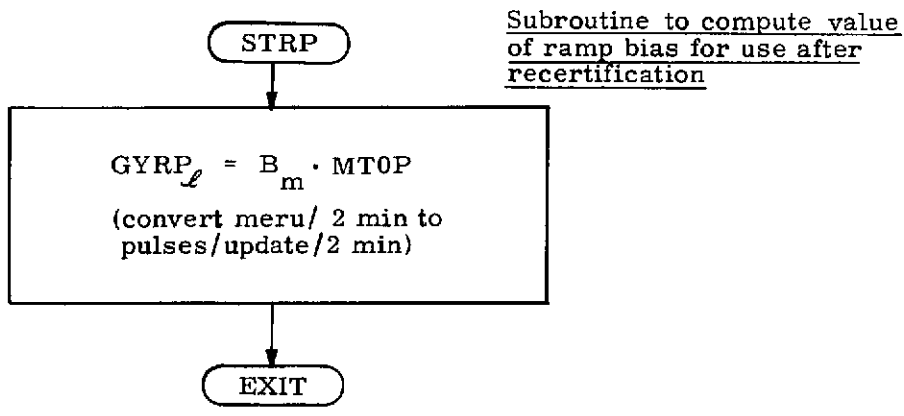 STRP
Subroutine to compute value
of ramp bias for use after
recertification
GYRPℓ = Bm · MT0P
(convert meru/ 2 min to
pulses/update/2 min)
EXIT